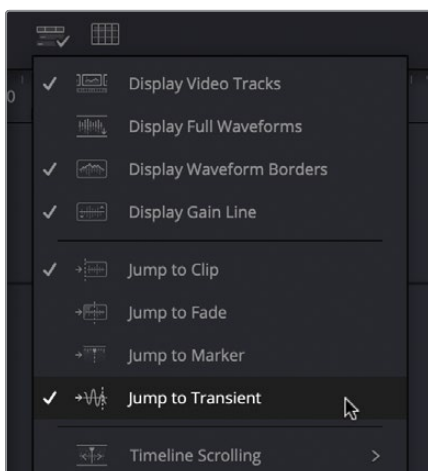 0
Display Video Tracks
Display Full Waveforms
Display Waveform Borders
Display Gain Line
Jump to Clip
Jump to Fade
Jump to Marker
Jump to Transient
Timeline Scrolling